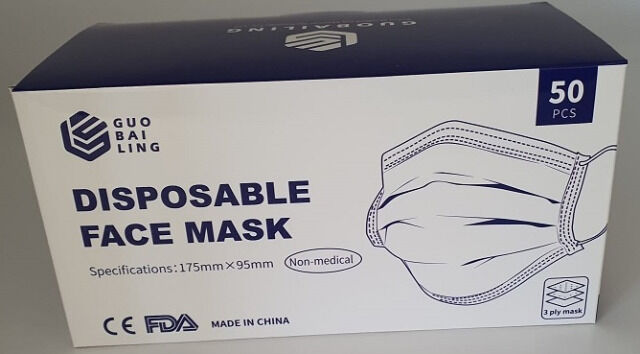 GUOBAILING
50
PCS
GUO
BAI
LING
DISPOSABLE
FACE MASK
Specifications:175mm×95mm Non-medical
3 ply mask
CE FDA MADE IN CHINA